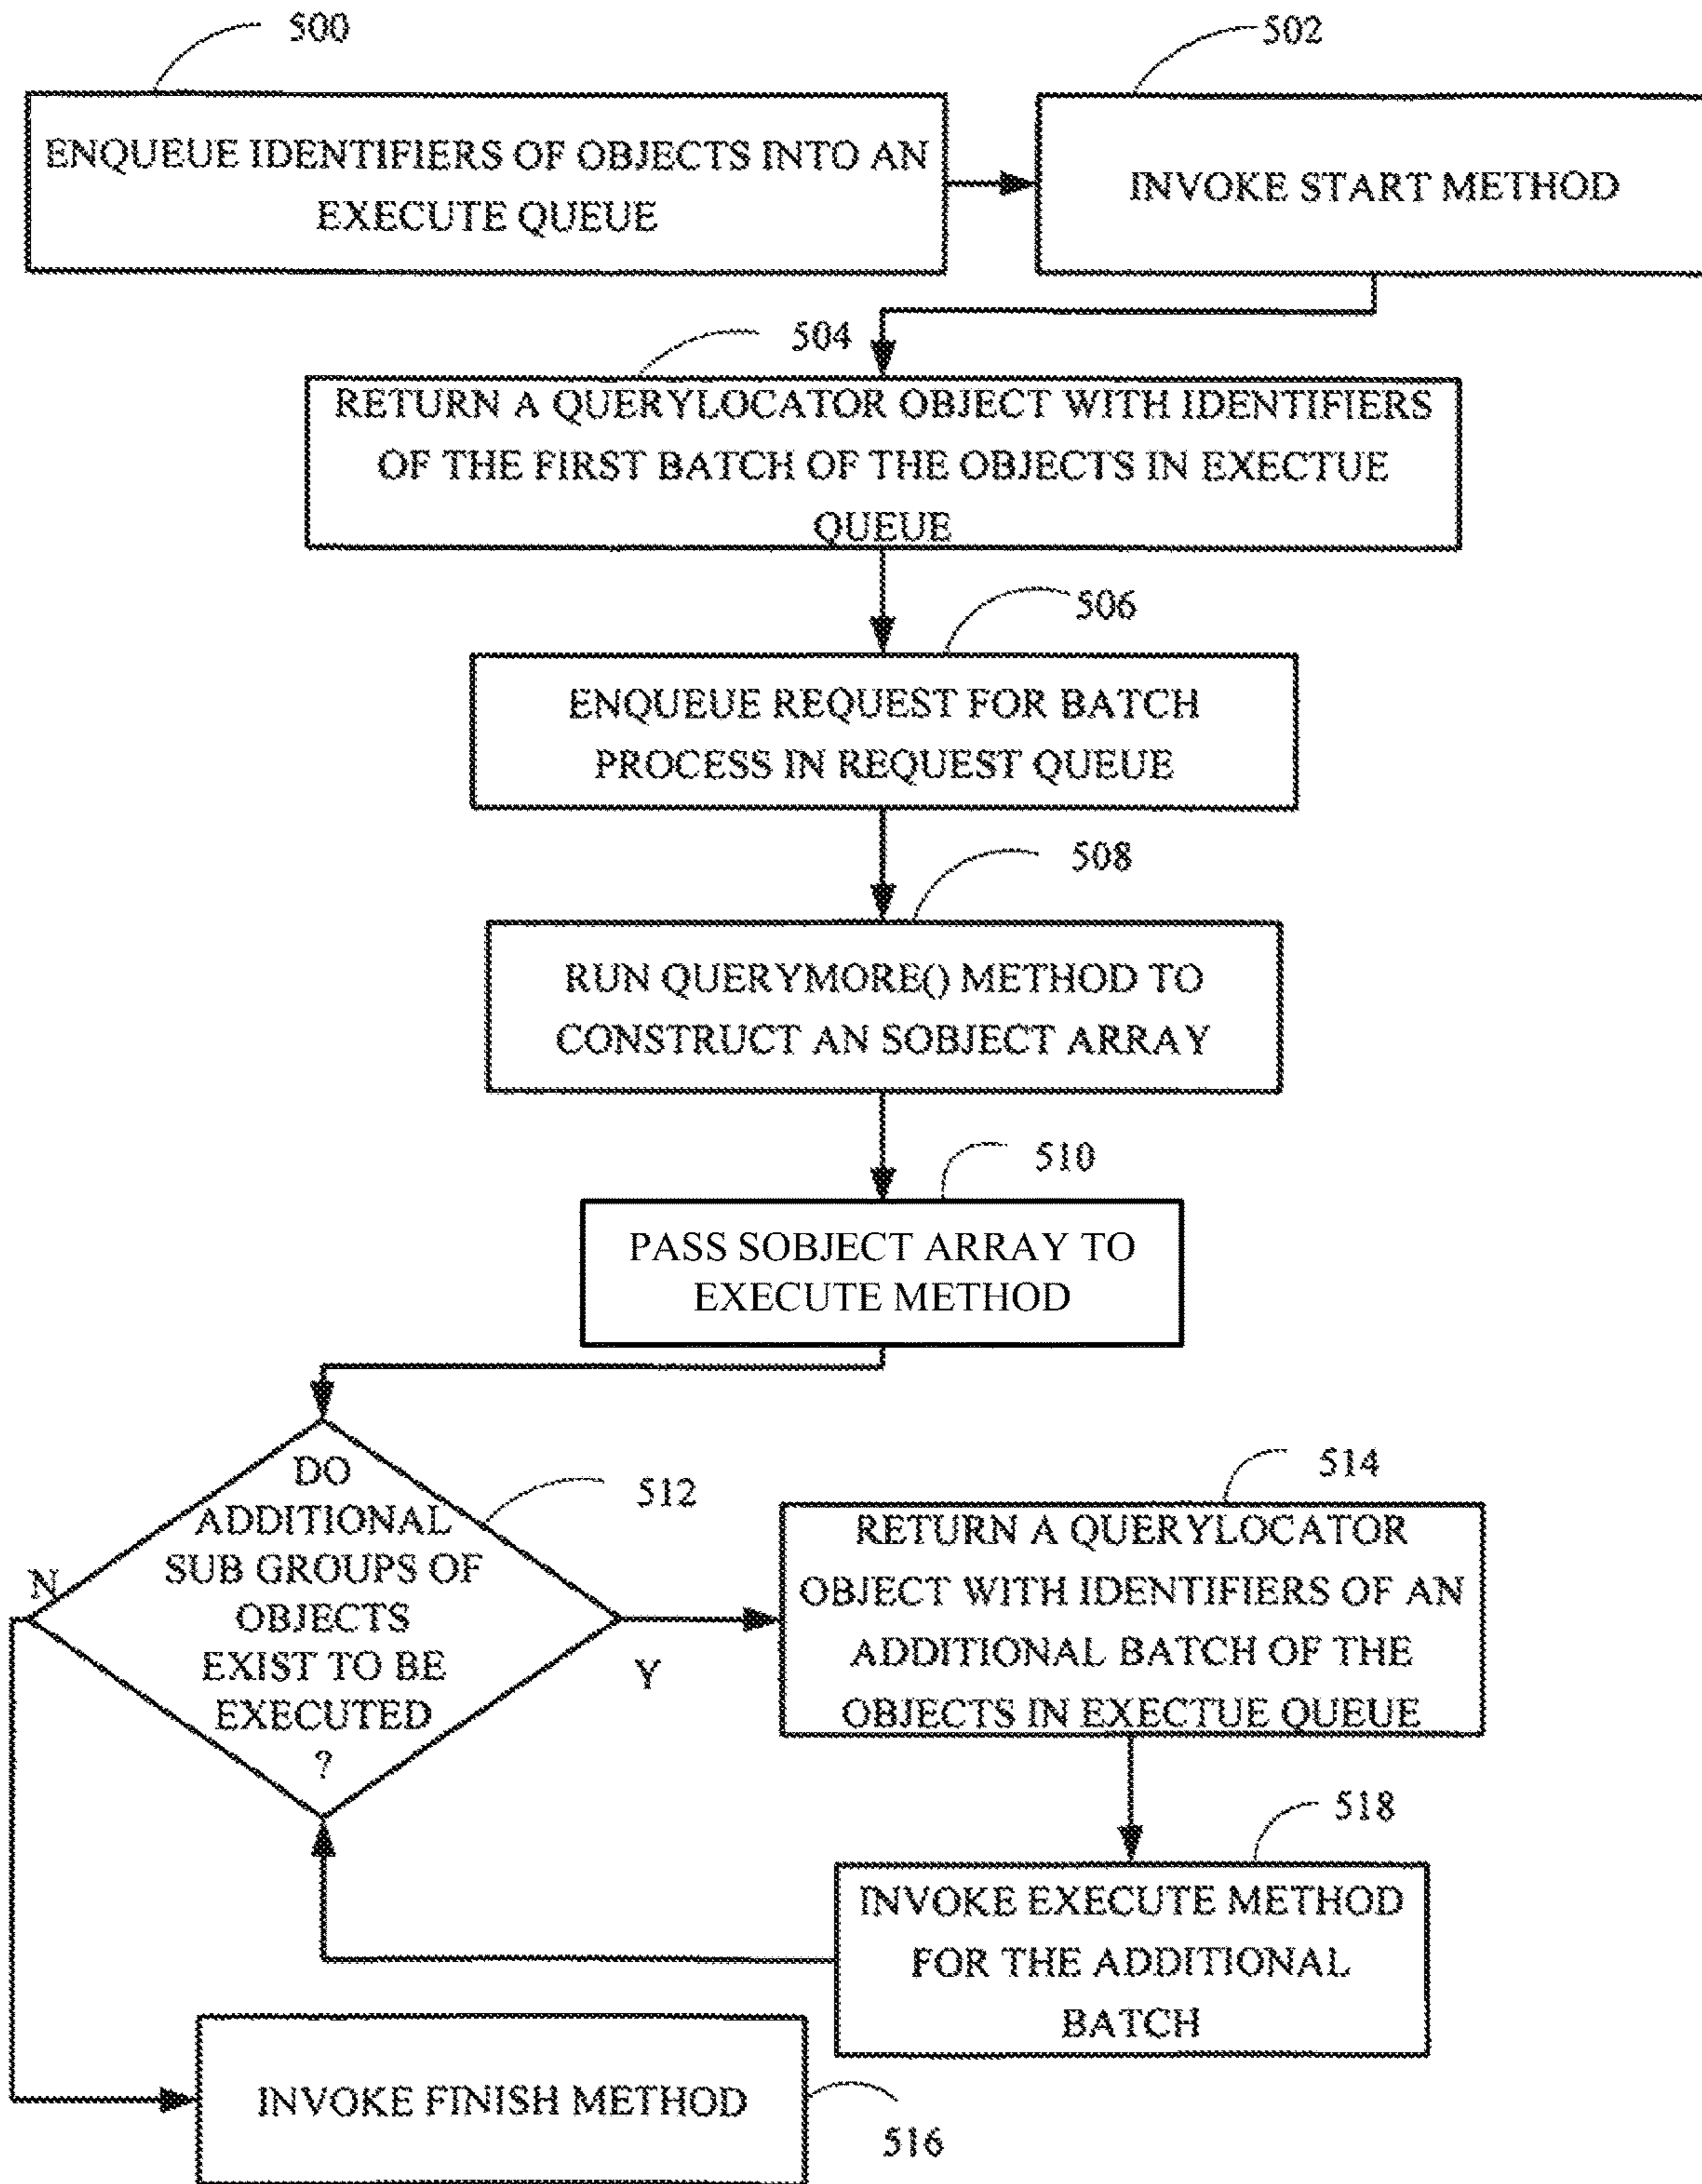 500
502
ENQUEUE IDENTIFIERS OF OBJECTS INTO AN
EXECUTE QUEUE
INVOKE START METHOD
504
RETURN A QUERYLOCATOR OBJECT WITH IDENTIFIERS
OF THE FIRST BATCH OF THE OBJECTS IN EXECTUE
QUEUE
506
ENQUEUE REQUEST FOR BATCH
PROCESS IN REQUEST QUEUE
508
RUN QUERYMORE() METHOD TO
CONSTRUCT AN SOBJECT ARRAY
510
PASS SOBJECT ARRAY TO
EXECUTE METHOD
DO
ADDITIONAL
SUB GROUPS OF
OBJECTS
EXIST TO BE
EXECUTED
?
512
N
Y
514
RETURN A QUERYLOCATOR
OBJECT WITH IDENTIFIERS OF AN
ADDITIONAL BATCH OF THE
OBJECTS IN EXECTUE QUEUE
518
INVOKE EXECUTE METHOD
FOR THE ADDITIONAL
BATCH
INVOKE FINISH METHOD
516